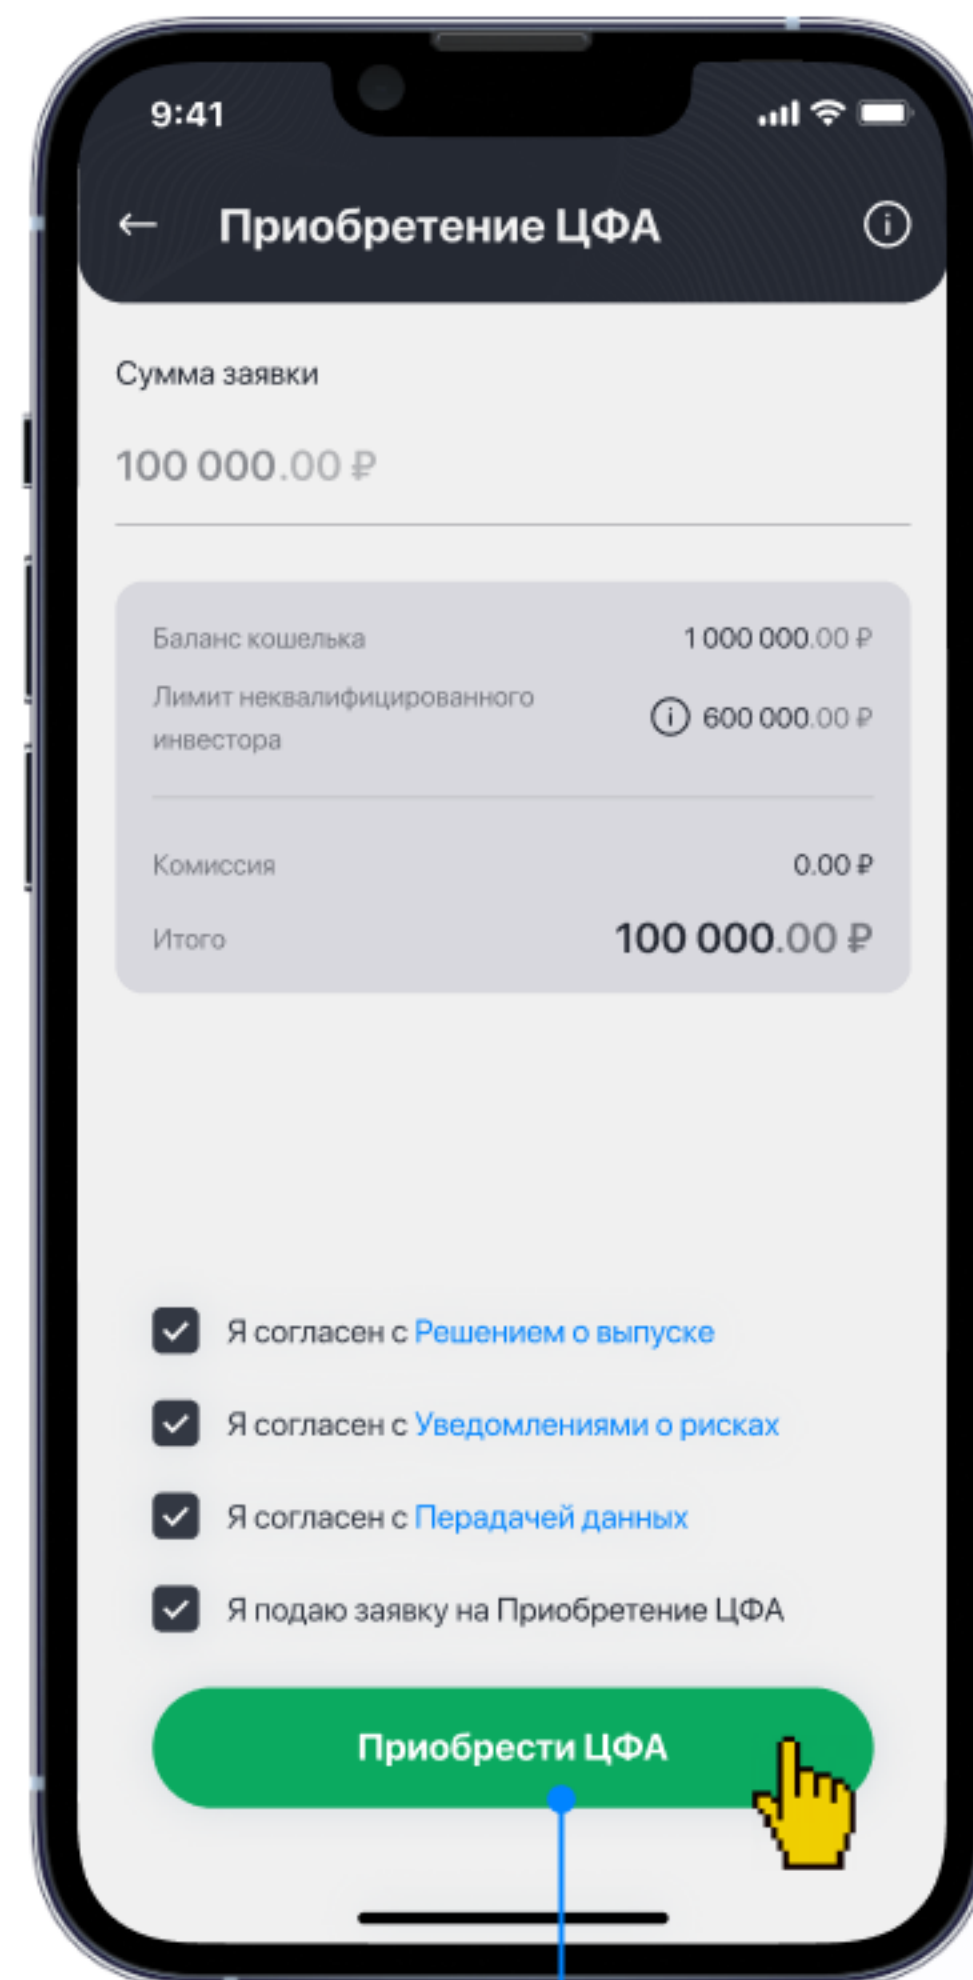 9:41
Приобретение ЦФА
Сумма заявки
100 000.00 ₽
Баланс кошелька 1 000 000.00 ₽
Лимит неквалифицированного
инвестора 600 000.00 ₽
Комиссия 0.00 ₽
Итого 100 000.00 ₽
Я согласен с Решением о выпуске
Я согласен с Уведомлениями о рисках
Я согласен с Перадачей данных
Я подаю заявку на Приобретение ЦФА
Приобрести ЦФА